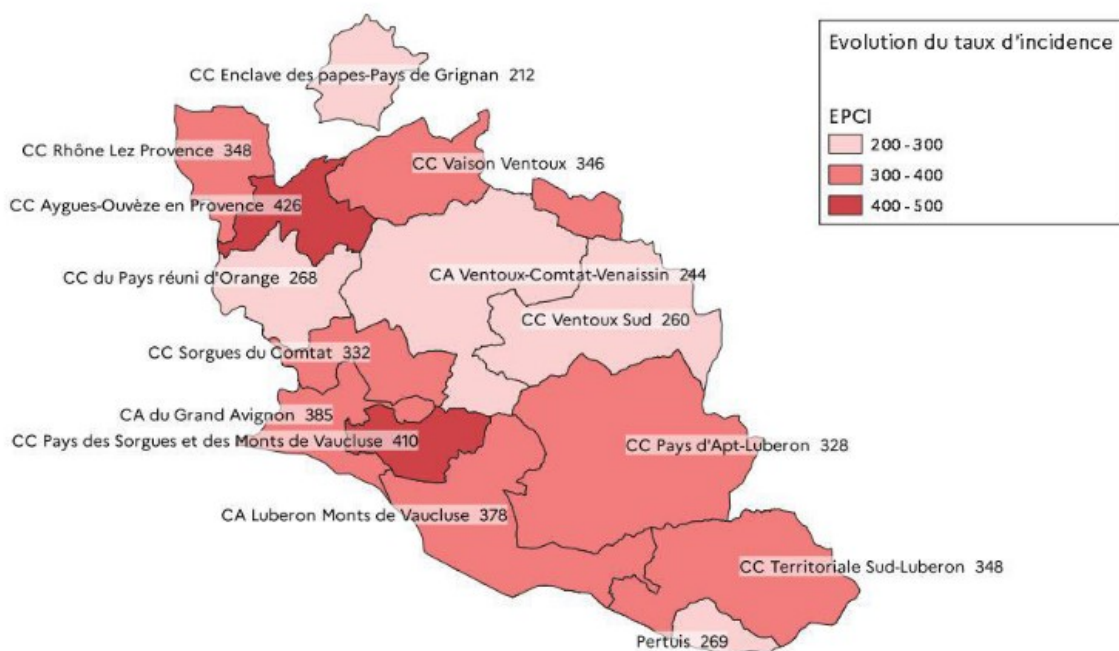 Evolution du taux d'incidence
EPCI
200 - 300
300 - 400
400 - 500
CC Enclave des papes-Pays de Grignan 212
CC Rhône Lez Provence 348
CC Vaison Ventoux 346
CC Aygues-Ouvèze en Provence 426
CC du Pays réuni d'Orange 268
CA Ventoux-Comtat-Venaissin 244
CC Ventoux Sud 260
CC Sorgues du Comtat 332
CA du Grand Avignon 385
CC Pays des Sorgues et des Monts de Vaucluse 410
CC Pays d'Apt-Luberon 328
CA Luberon Monts de Vaucluse 378
CC Territoriale Sud-Luberon 348
Pertuis 269